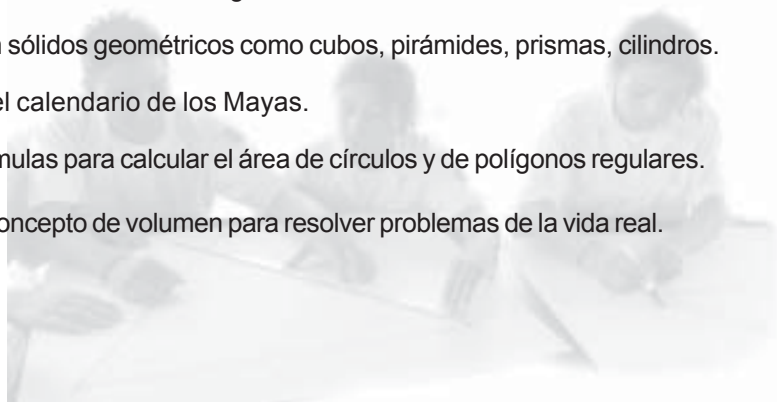 sólidos geométricos como cubos, pirámides, prismas, cilindros.
el calendario de los Mayas.
mulas para calcular el área de círculos y de polígonos regulares.
oncepto de volumen para resolver problemas de la vida real.